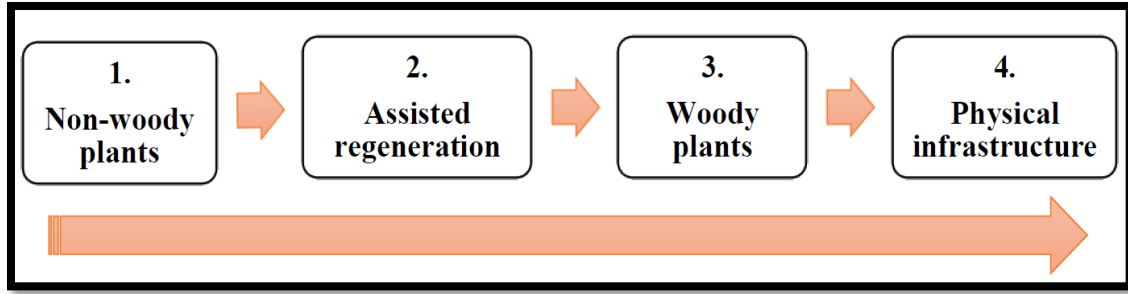 1.
Non-woody
plants
2.
Assisted
regeneration
3.
Woody
plants
4.
Physical
infrastructure